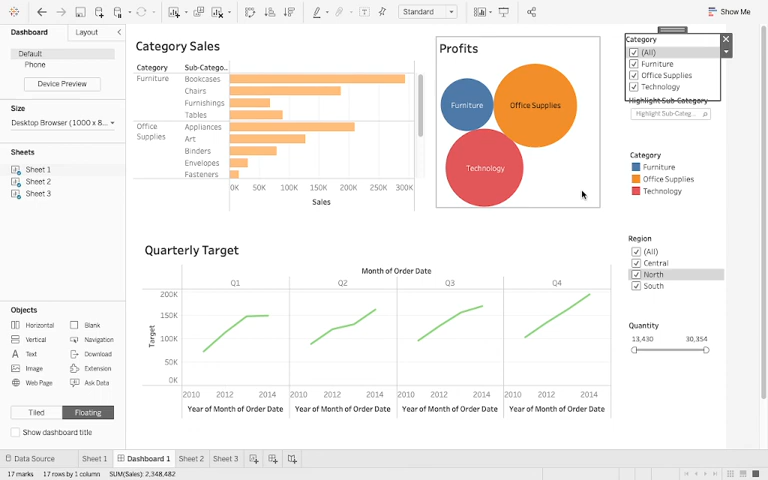 Standard
Show Me
Dashboard
Layout
Default
Phone
Device Preview
Size
Desktop Browser (1000 x 8...
Sheets
Sheet 1
Sheet 2
Sheet 3
Objects
Horizontal
Blank
Vertical
Navigation
Text
Download
Image
Extension
Web Page
Ask Data
Tiled
Floating
Show dashboard title
Category Sales
Category
Sub-Catego..
Furniture
Bookcases
Chairs
Furnishings
Tables
Office
Supplies
Appliances
Art
Binders
Envelopes
Fasteners
0K 50K 100K 150K 200K 300K
Sales
Profits
Furniture
Office Supplies
Technology
Category
(All)
Furniture
Office Supplies
Technology
Highlight Sub-Category
Highlight Sub-Categ...
Category
Furniture
Office Supplies
Technology
Region
(All)
Central
North
South
Quantity
13,430 30,354
Quarterly Target
Month of Order Date
Q1 Q2 Q3 Q4
Target
200K
150K
100K
50K
0K
2010 2012 2014 2010 2012 2014 2010 2012 2014 2010 2012 2014
Year of Month of Order Date Year of Month of Order Date Year of Month of Order Date Year of Month of Order Date
Data Source
Sheet 1
Dashboard 1
Sheet 2
Sheet 3
17 marks 17 rows by 1 column SUM(Sales): 2,348,482